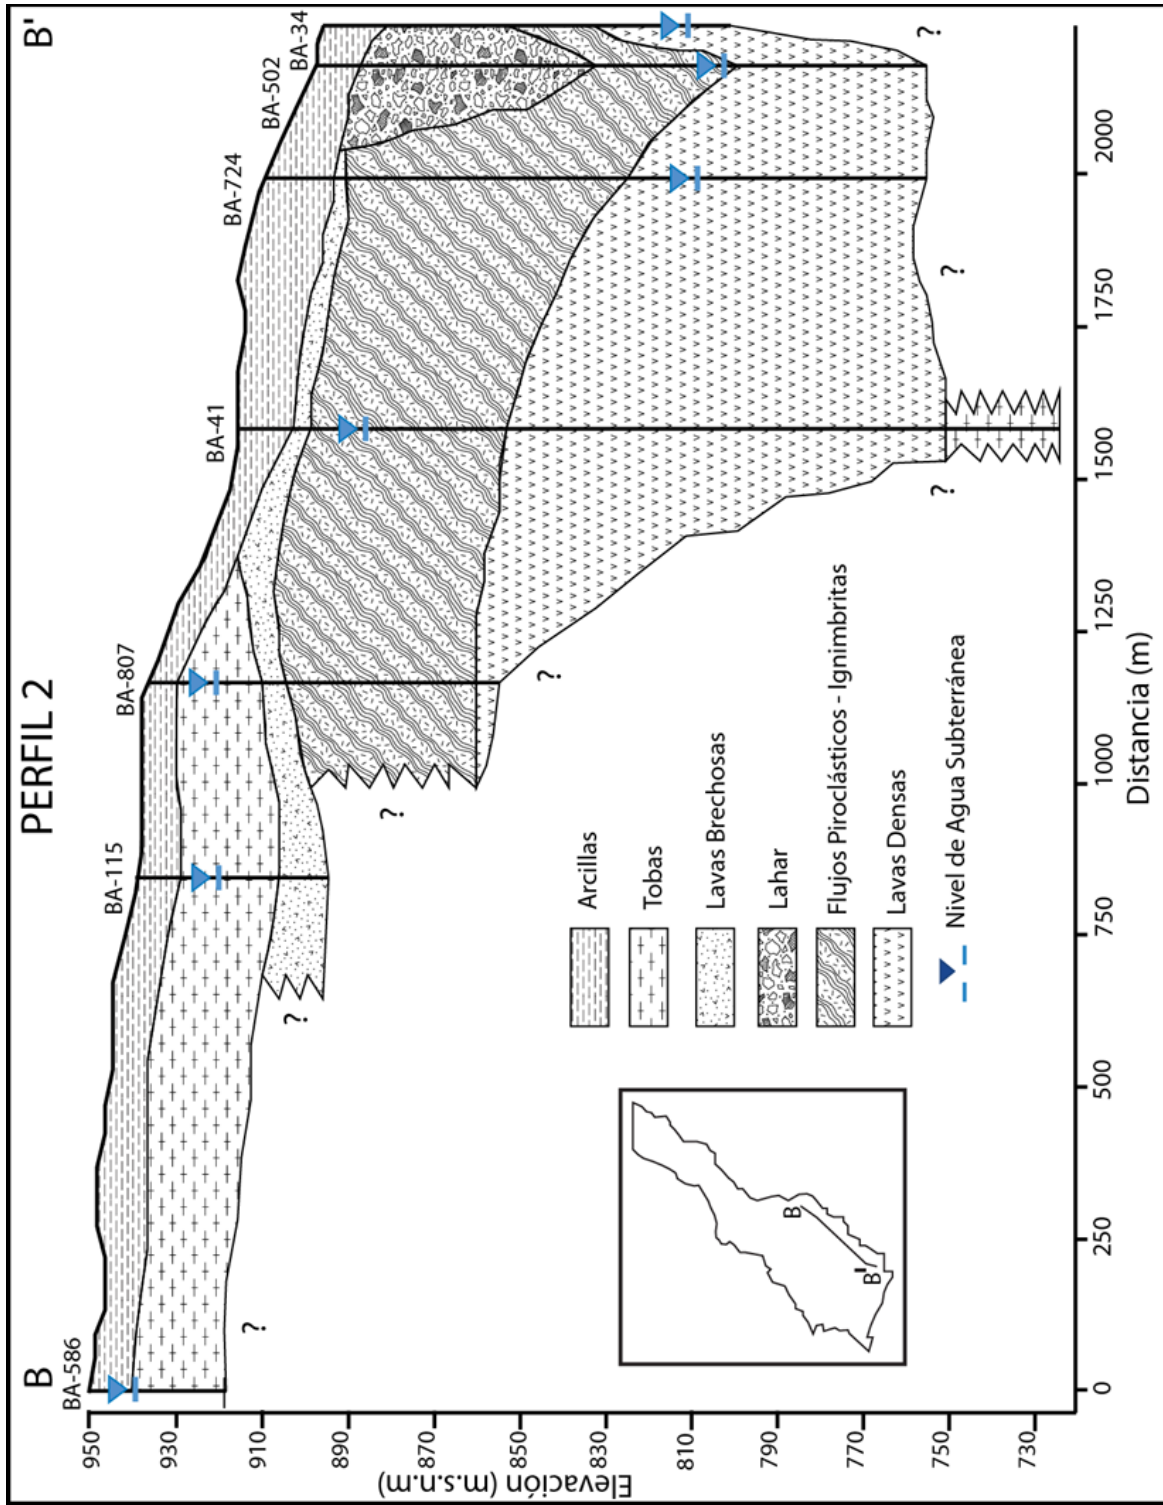 PERFIL 2
B
B'
BA-586
BA-115
BA-807
BA-41
BA-724
BA-502
BA-34
Elevación (m.s.n.m)
950
930
910
890
870
850
830
810
790
770
750
730
?
?
?
?
?
?
?
Arcillas
Tobas
Lavas Brechosas
Lahar
Flujos Piroclásticos - Ignimbritas
Lavas Densas
Nivel de Agua Subterránea
B
B'
0
250
500
750
1000
1250
1500
1750
2000
Distancia (m)